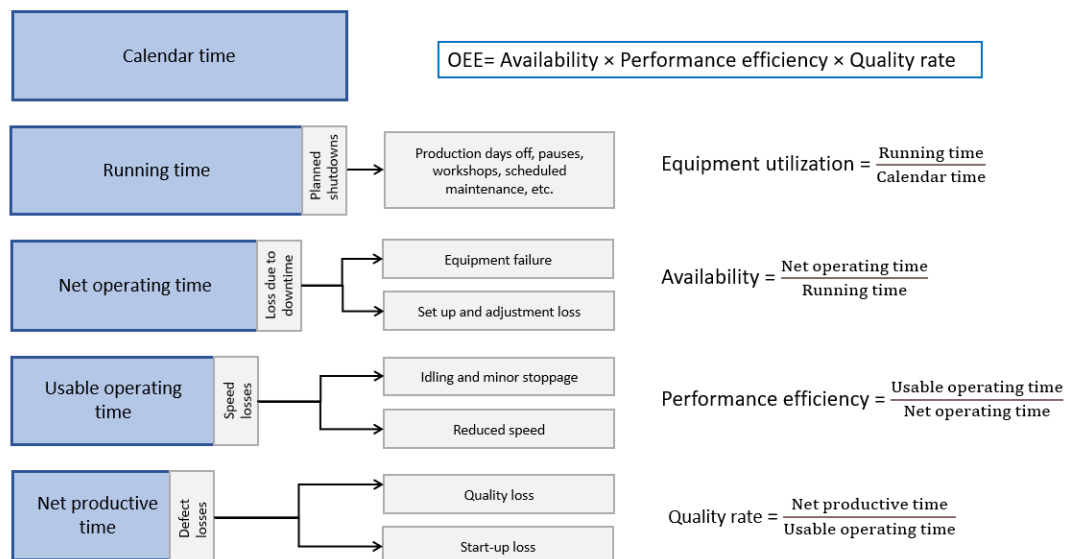 Calendar time
OEE= Availability × Performance efficiency × Quality rate
Running time
Planned
shutdowns
Production days off, pauses,
workshops, scheduled
maintenance, etc.
Equipment utilization = Running time / Calendar time
Net operating time
Loss due to
downtime
Equipment failure
Set up and adjustment loss
Availability = Net operating time / Running time
Usable operating
time
Speed
losses
Idling and minor stoppage
Reduced speed
Performance efficiency = Usable operating time / Net operating time
Net productive
time
Defect
losses
Quality loss
Start-up loss
Quality rate = Net productive time / Usable operating time